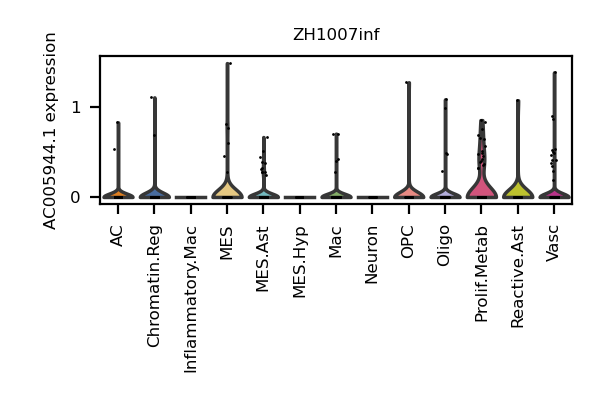 ZH1007inf
AC005944.1 expression
1
0
AC
Chromatin.Reg
Inflammatory.Mac
MES
MES.Ast
MES.Hyp
Mac
Neuron
OPC
Oligo
Prolif.Metab
Reactive.Ast
Vasc